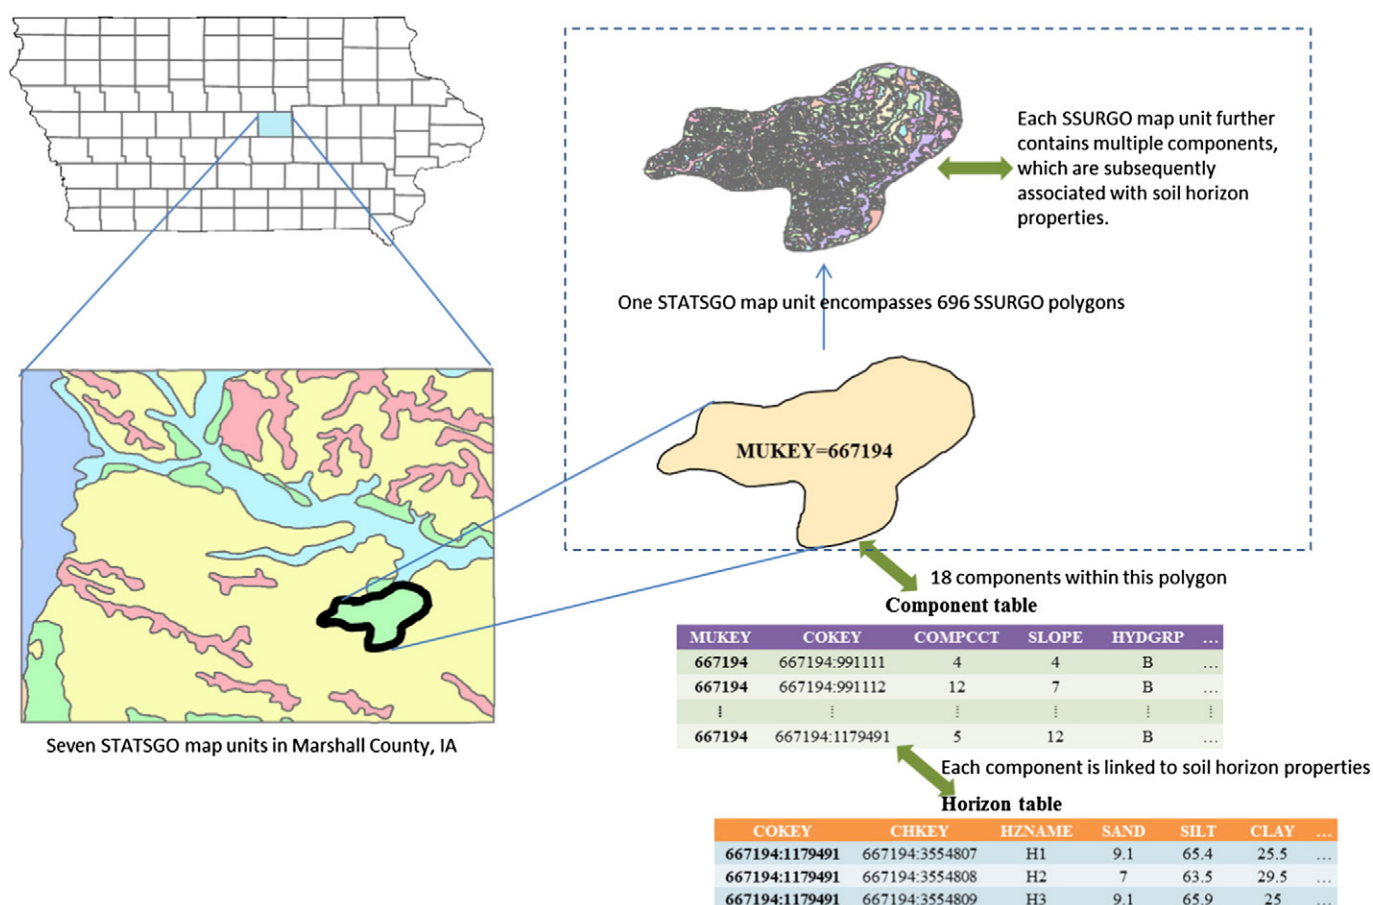 Each SSURGO map unit further
contains multiple components,
which are subsequently
associated with soil horizon
properties.
One STATSGO map unit encompasses 696 SSURGO polygons
MUKEY=667194
Seven STATSGO map units in Marshall County, IA
18 components within this polygon
Component table
MUKEY COKEY COMPCCT SLOPE HYDGRP ...
667194 667194:991111 4 4 B ...
667194 667194:991112 12 7 B ...
⋮ ⋮ ⋮ ⋮ ⋮ ⋮
667194 667194:1179491 5 12 B ...
Each component is linked to soil horizon properties
Horizon table
COKEY CHKEY HZNAME SAND SILT CLAY ...
667194:1179491 667194:3554807 H1 9.1 65.4 25.5 ...
667194:1179491 667194:3554808 H2 7 63.5 29.5 ...
667194:1179491 667194:3554809 H3 9.1 65.9 25 ...